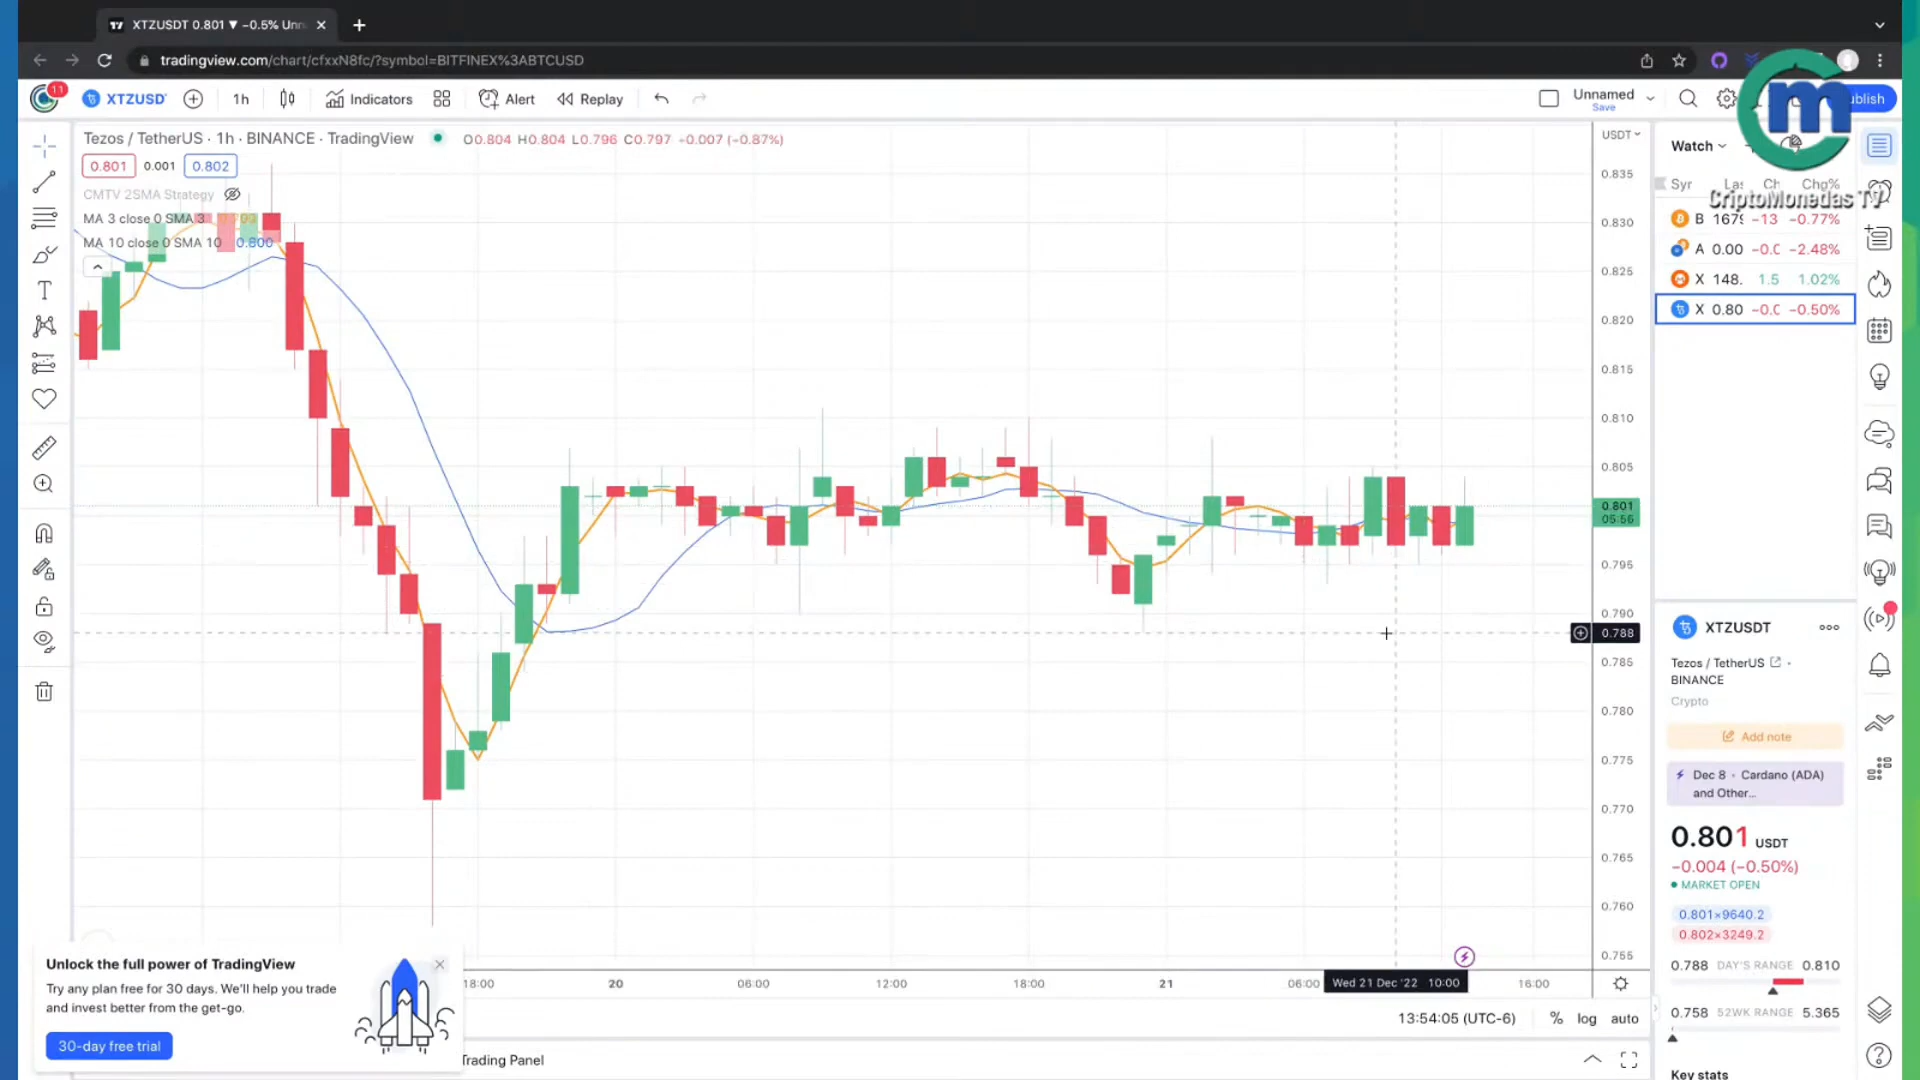 XTZUSDT 0.801 ▼ −0.5% Unn
tradingview.com/chart/cfxxN8fc/?symbol=BITFINEX%3ABTCUSD
11
XTZUSD
1h
Indicators
Alert
Replay
Unnamed
Save
blish
m
CriptoMonedas TV
Tezos / TetherUS · 1h · BINANCE · TradingView
O0.804 H0.804 L0.796 C0.797 −0.007 (−0.87%)
0.801
0.001
0.802
CMTV 2SMA Strategy
MA 3 close 0 SMA 3
MA 10 close 0 SMA 10 0.800
USDT
0.835
0.830
0.825
0.820
0.815
0.810
0.805
0.801
05:56
0.795
0.790
0.788
0.785
0.780
0.775
0.770
0.765
0.760
0.755
18:00
20
06:00
12:00
18:00
21
06:00
Wed 21 Dec '22 10:00
16:00
13:54:05 (UTC-6)
%
log
auto
Trading Panel
Unlock the full power of TradingView
Try any plan free for 30 days. We'll help you trade
and invest better from the get-go.
30-day free trial
Watch
Syr Las Ch Chg%
B 1679 −13 −0.77%
A 0.00 −0.0 −2.48%
X 148. 1.5 1.02%
X 0.80 −0.0 −0.50%
XTZUSDT
Tezos / TetherUS
BINANCE
Crypto
Add note
Dec 8 · Cardano (ADA)
and Other...
0.801 USDT
−0.004 (−0.50%)
MARKET OPEN
0.801×9640.2
0.802×3249.2
0.788 DAY'S RANGE 0.810
0.758 52WK RANGE 5.365
Key stats